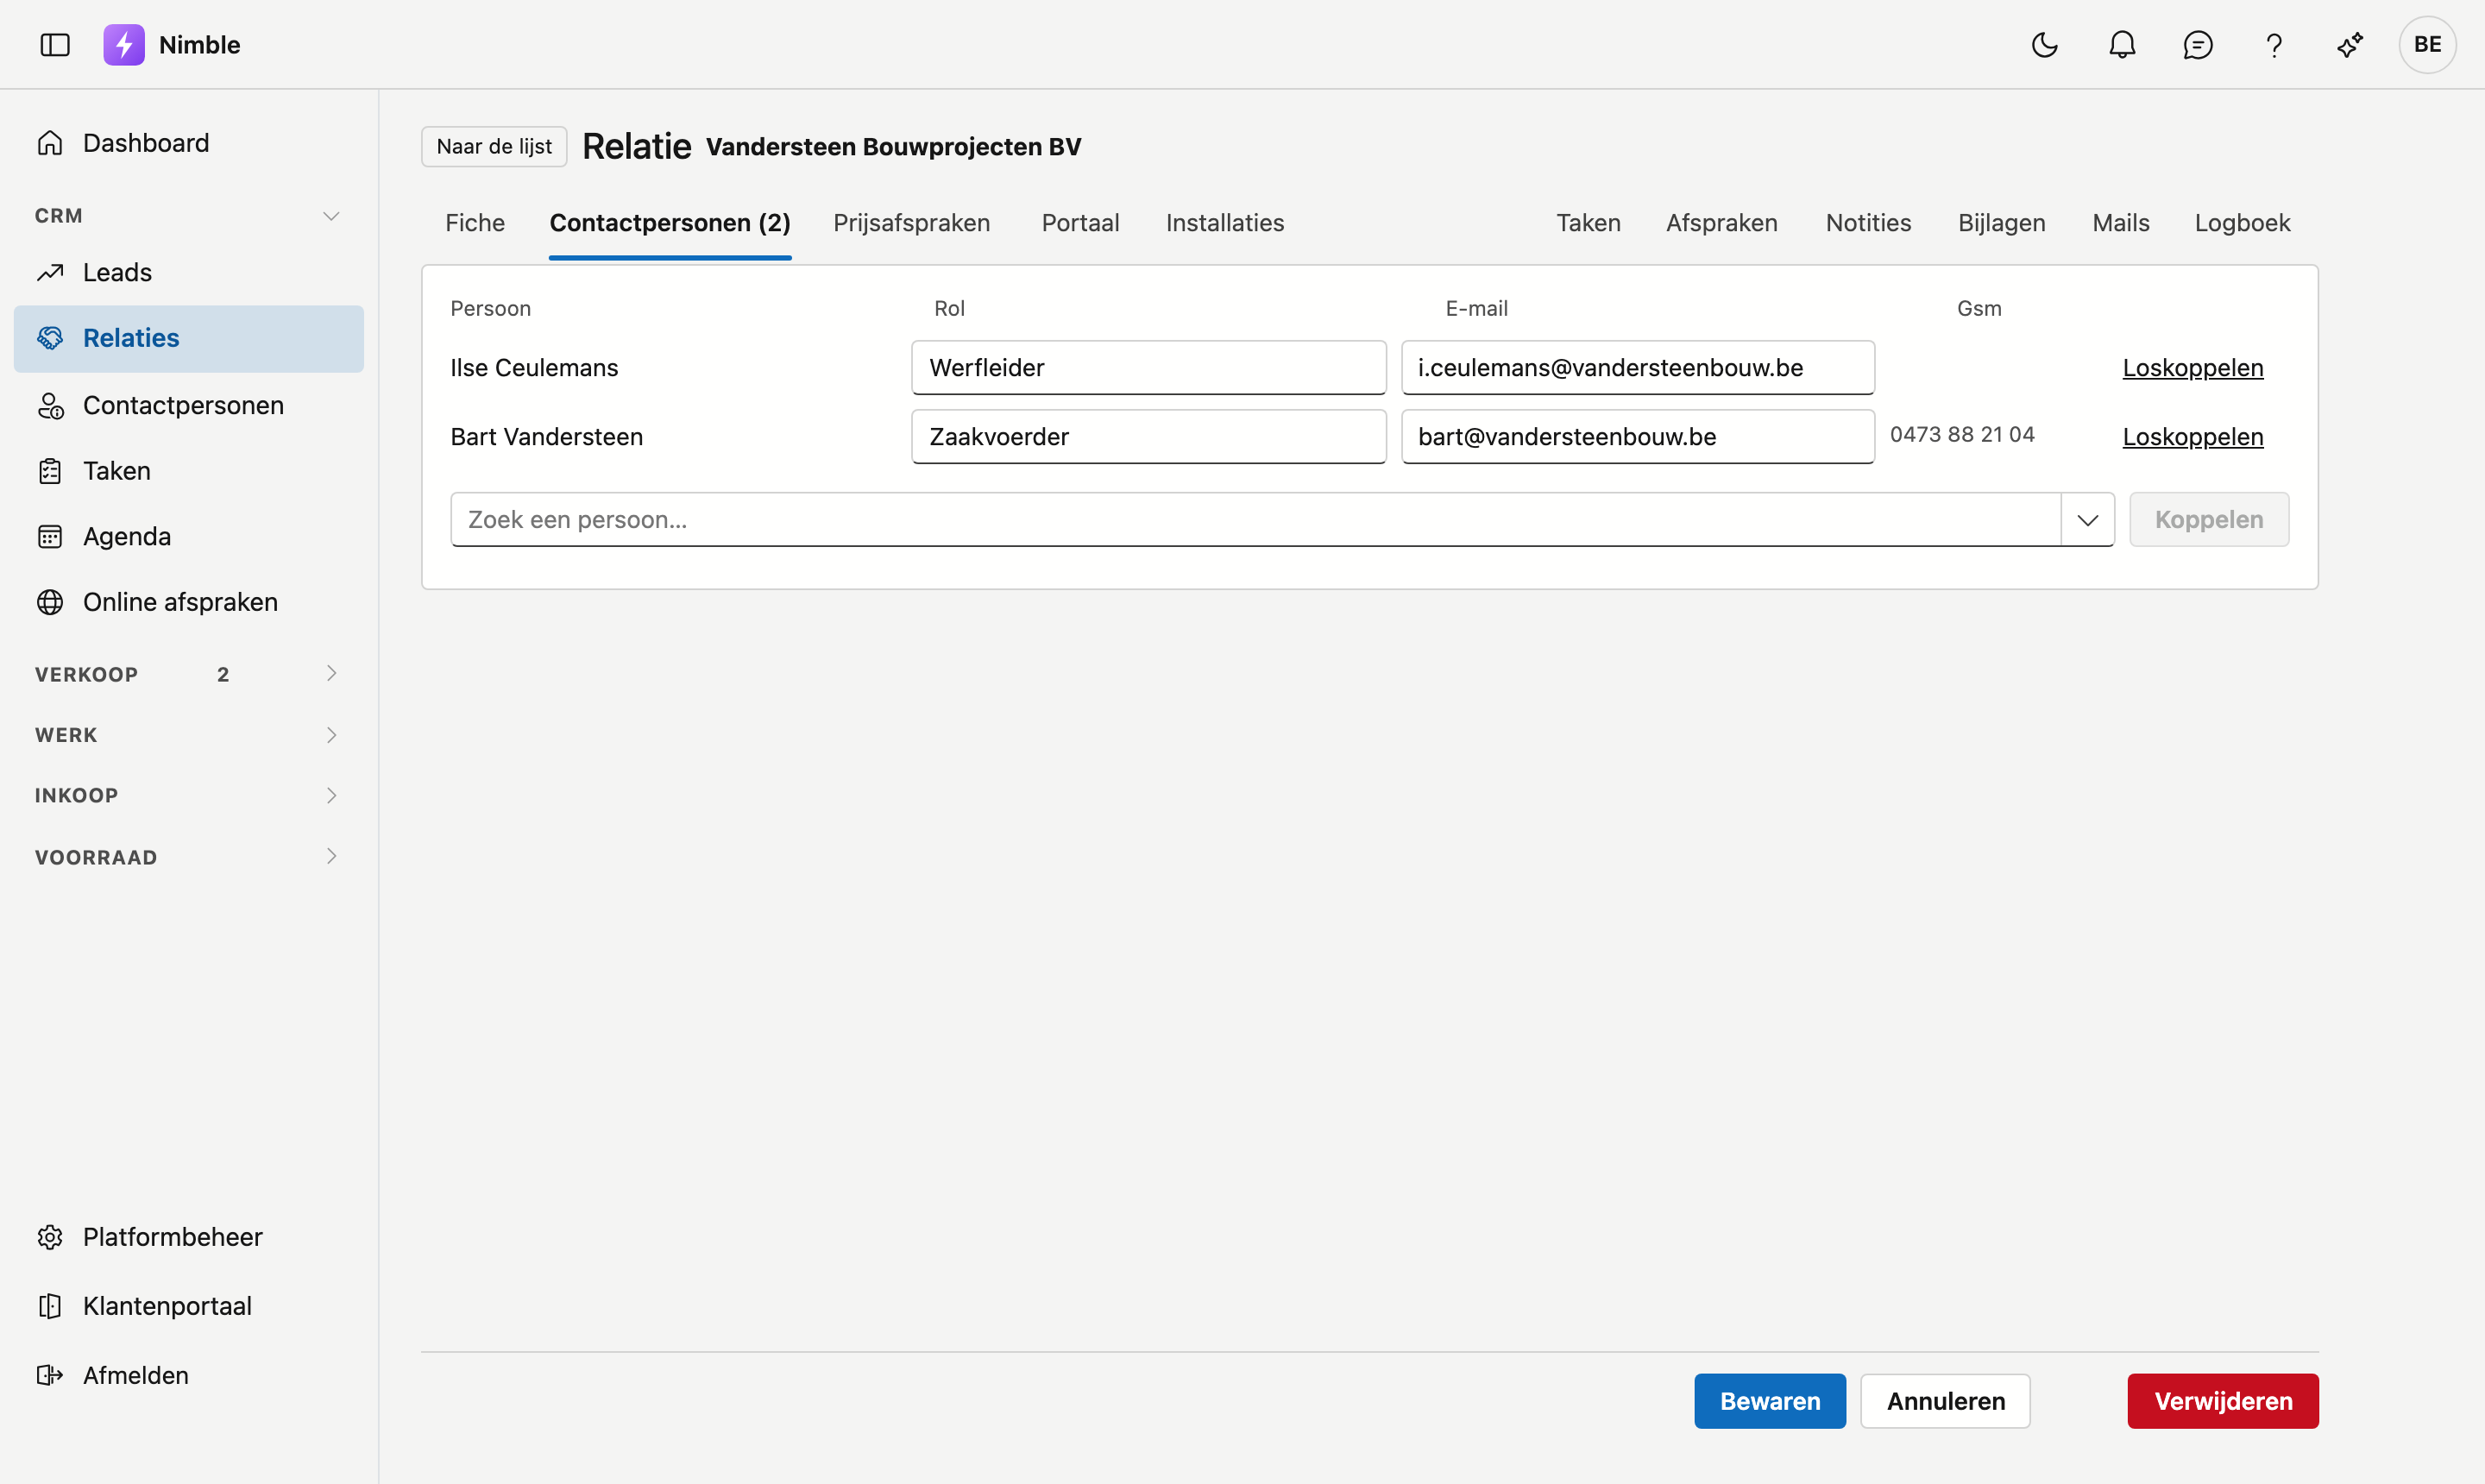 Nimble
BE
Dashboard
CRM
Leads
Relaties
Contactpersonen
Taken
Agenda
Online afspraken
VERKOOP 2
WERK
INKOOP
VOORRAAD
Platformbeheer
Klantenportaal
Afmelden
Naar de lijst Relatie Vandersteen Bouwprojecten BV
Fiche Contactpersonen (2) Prijsafspraken Portaal Installaties Taken Afspraken Notities Bijlagen Mails Logboek
Persoon Rol E-mail Gsm
Ilse Ceulemans Werfleider i.ceulemans@vandersteenbouw.be Loskoppelen
Bart Vandersteen Zaakvoerder bart@vandersteenbouw.be 0473 88 21 04 Loskoppelen
Zoek een persoon... Koppelen
Bewaren Annuleren Verwijderen